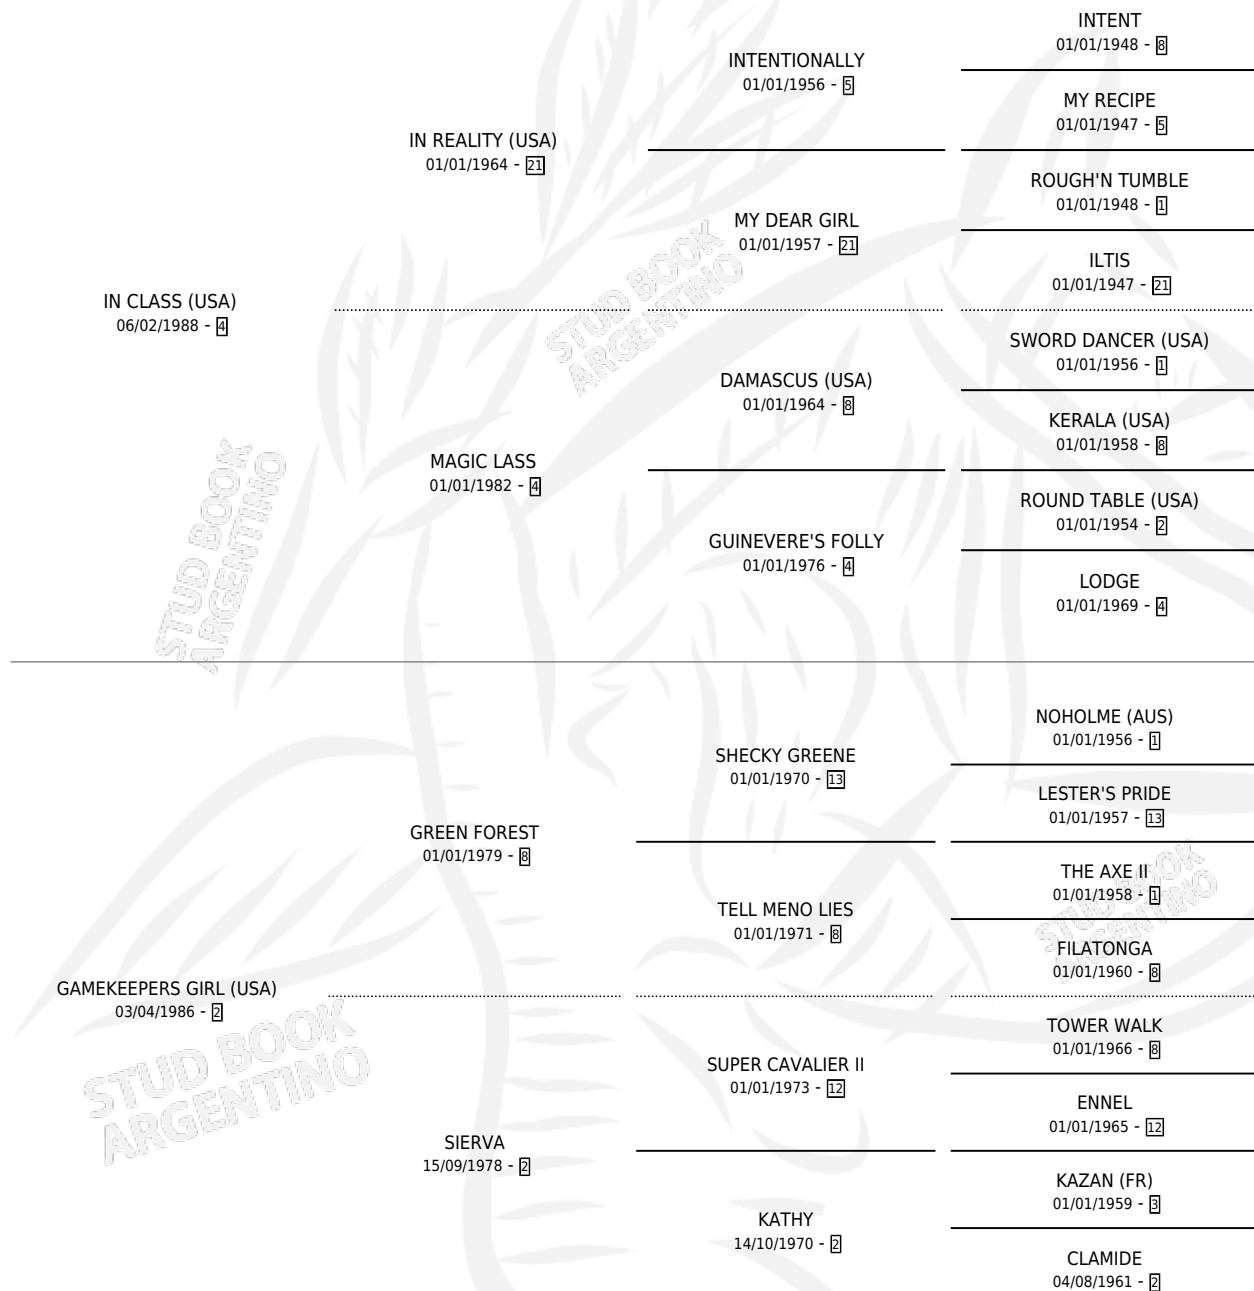 INTENT
01/01/1948 - 8
INTENTIONALLY
01/01/1956 - 5
MY RECIPE
01/01/1947 - 5
IN REALITY (USA)
01/01/1964 - 21
ROUGH'N TUMBLE
01/01/1948 - 1
MY DEAR GIRL
01/01/1957 - 21
ILTIS
01/01/1947 - 21
IN CLASS (USA)
06/02/1988 - 4
SWORD DANCER (USA)
01/01/1956 - 1
DAMASCUS (USA)
01/01/1964 - 8
KERALA (USA)
01/01/1958 - 8
MAGIC LASS
01/01/1982 - 4
ROUND TABLE (USA)
01/01/1954 - 2
GUINEVERE'S FOLLY
01/01/1976 - 4
LODGE
01/01/1969 - 4
NOHOLME (AUS)
01/01/1956 - 1
SHECKY GREENE
01/01/1970 - 13
LESTER'S PRIDE
01/01/1957 - 13
GREEN FOREST
01/01/1979 - 8
THE AXE II
01/01/1958 - 1
TELL MENO LIES
01/01/1971 - 8
FILATONGA
01/01/1960 - 8
GAMEKEEPERS GIRL (USA)
03/04/1986 - 2
TOWER WALK
01/01/1966 - 8
SUPER CAVALIER II
01/01/1973 - 12
ENNEL
01/01/1965 - 12
SIERVA
15/09/1978 - 2
KAZAN (FR)
01/01/1959 - 3
KATHY
14/10/1970 - 2
CLAMIDE
04/08/1961 - 2
STUD BOOK
ARGENTINO
STUD BOOK
ARGENTINO
STUD BOOK
ARGENTINO
STUD BOOK
ARGENTINO